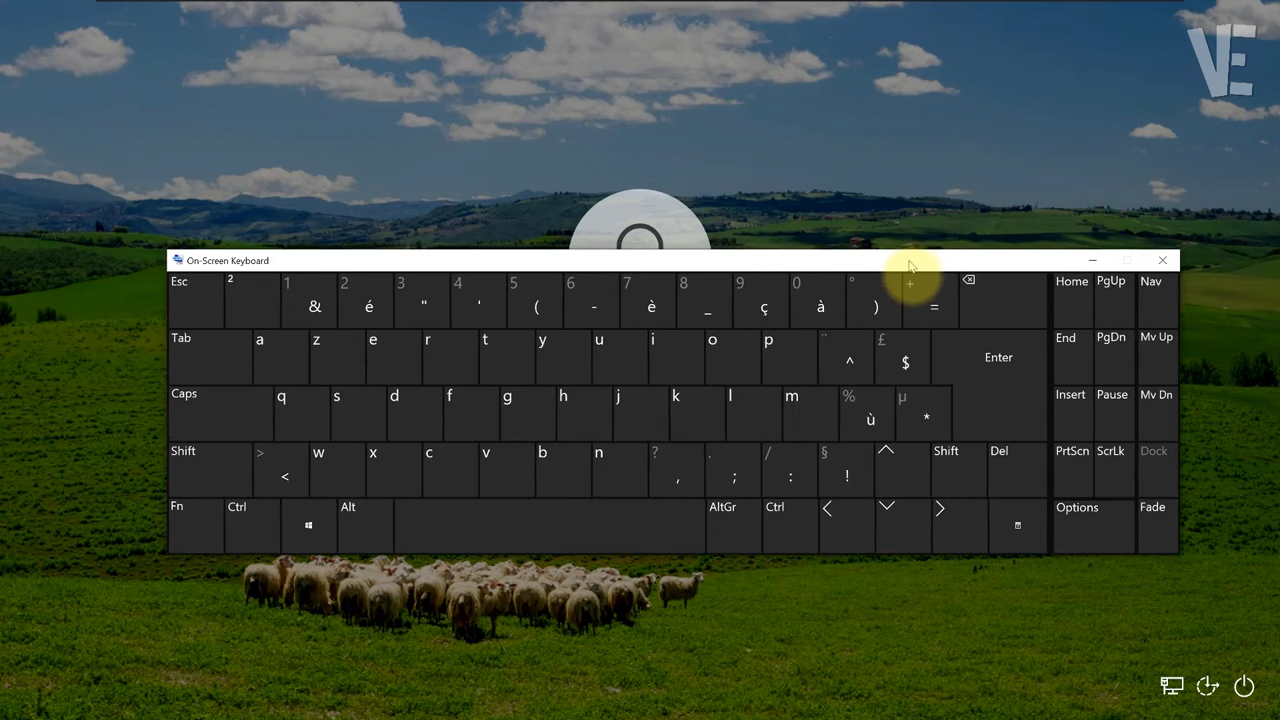 VE
On-Screen Keyboard
Esc ² 1 & 2 é 3 " 4 ' 5 ( 6 - 7 è 8 _ 9 ç 0 à ° ) + = Home PgUp Nav
Tab a z e r t y u i o p ¨ ^ £ $ Enter End PgDn Mv Up
Caps q s d f g h j k l m % ù µ * Insert Pause Mv Dn
Shift > < w x c v b n ? , . ; / : § ! Shift Del PrtScn ScrLk Dock
Fn Ctrl Alt AltGr Ctrl Options Fade